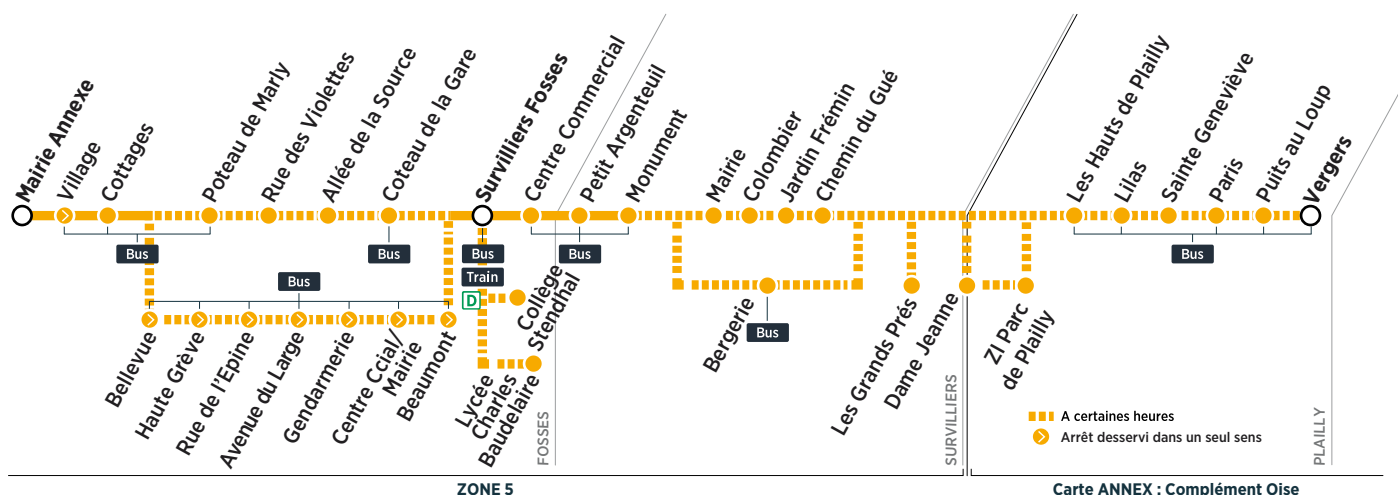 Mairie Annexe
Village
Cottages
Poteau de Marly
Rue des Violettes
Allée de la Source
Coteau de la Gare
Survilliers Fosses
Centre Commercial
Petit Argenteuil
Monument
Mairie
Colombier
Jardin Frémin
Chemin du Gué
Les Hauts de Plailly
Lilas
Sainte Geneviève
Paris
Puits au Loup
Vergers
Bus
Bus
Bus
Train
D
Bus
Bus
Bus
Bellevue
Haute Grève
Rue de l'Epine
Avenue du Large
Gendarmerie
Centre Ccial/
Mairie
Beaumont
Collège
Stendhal
Lycée
Charles
Baudelaire
Bergerie
Bus
Les Grands Prés
Dame Jeanne
ZI Parc
de Plailly
FOSSES
SURVILLIERS
PLAILLY
A certaines heures
Arrêt desservi dans un seul sens
ZONE 5
Carte ANNEX : Complément Oise